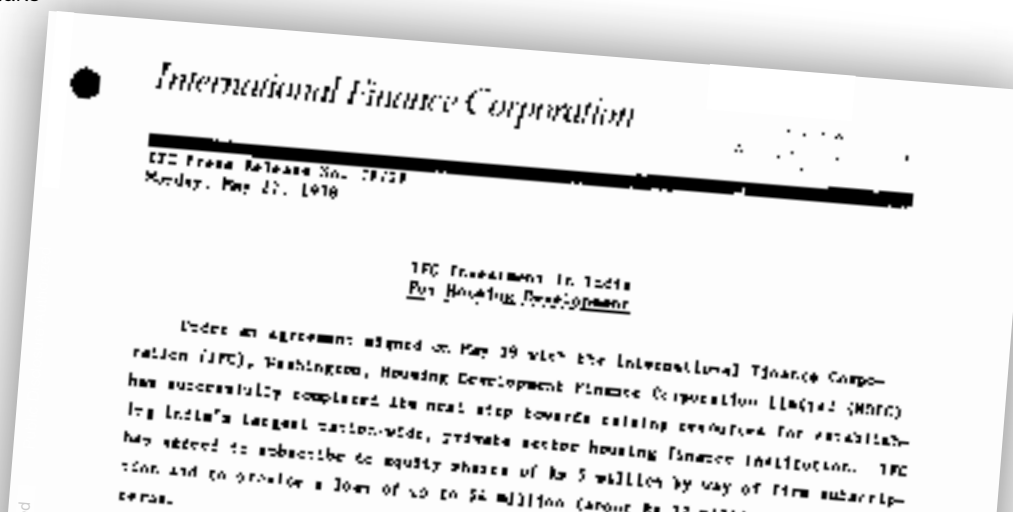 International Finance Corporation
IFC Press Release No.
Monday, May 1978
IFC Investment in India
For Housing Development
Under an agreement signed on May 19 with the International Finance Corpo-
ration (IFC), Washington, Housing Development Finance Corporation Limited (HDFC)
has successfully completed the next step towards raising resources for establish-
ing India's largest nation-wide, private sector housing finance institution. IFC
has agreed to subscribe to equity shares of Rs 5 million by way of firm subscrip-
tion and to provide a loan of up to $4 million (about Rs